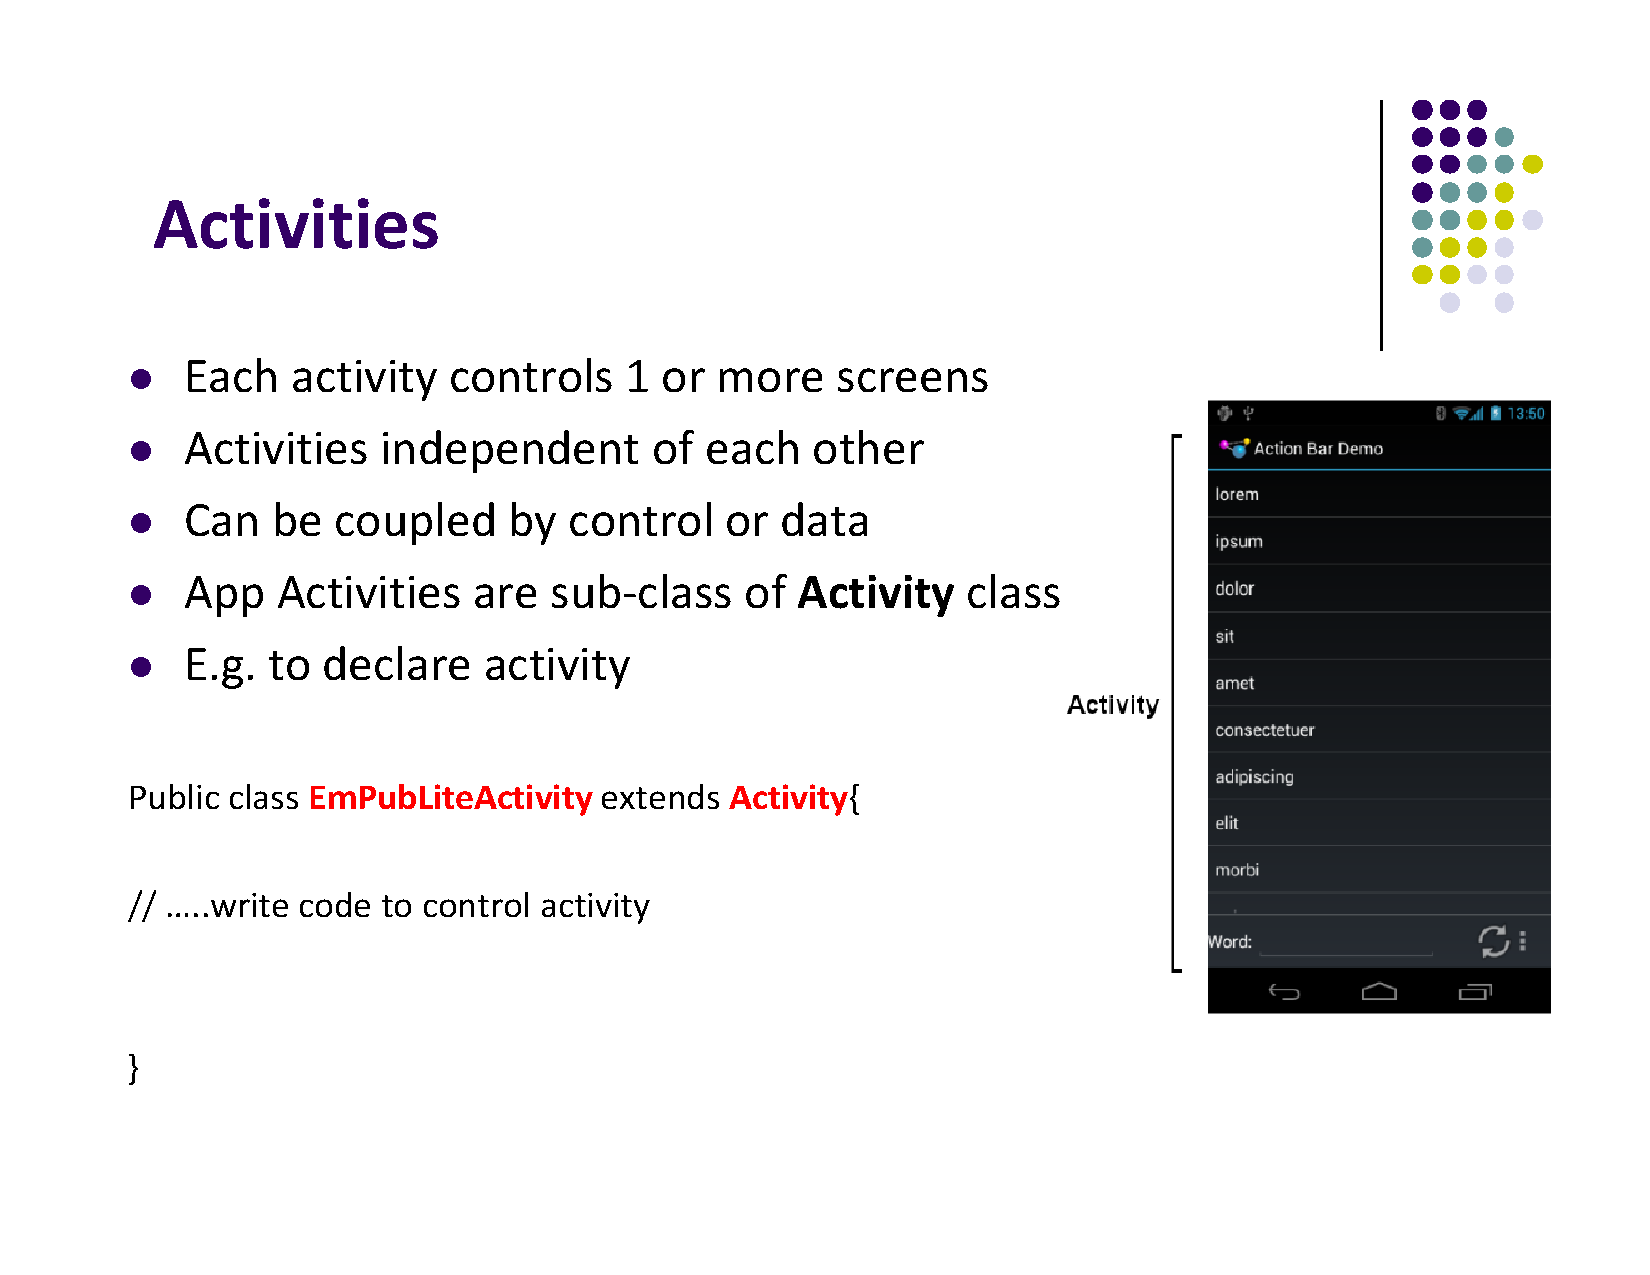 Activities
Each activity controls 1 or more screens
Activities independent of each other
Can be coupled by control or data
App Activities are sub-class of Activity class
E.g. to declare activity
Public class EmPubLiteActivity extends Activity{
// …..write code to control activity
}
Activity
13:50
Action Bar Demo
lorem
ipsum
dolor
sit
amet
consectetuer
adipiscing
elit
morbi
Word: